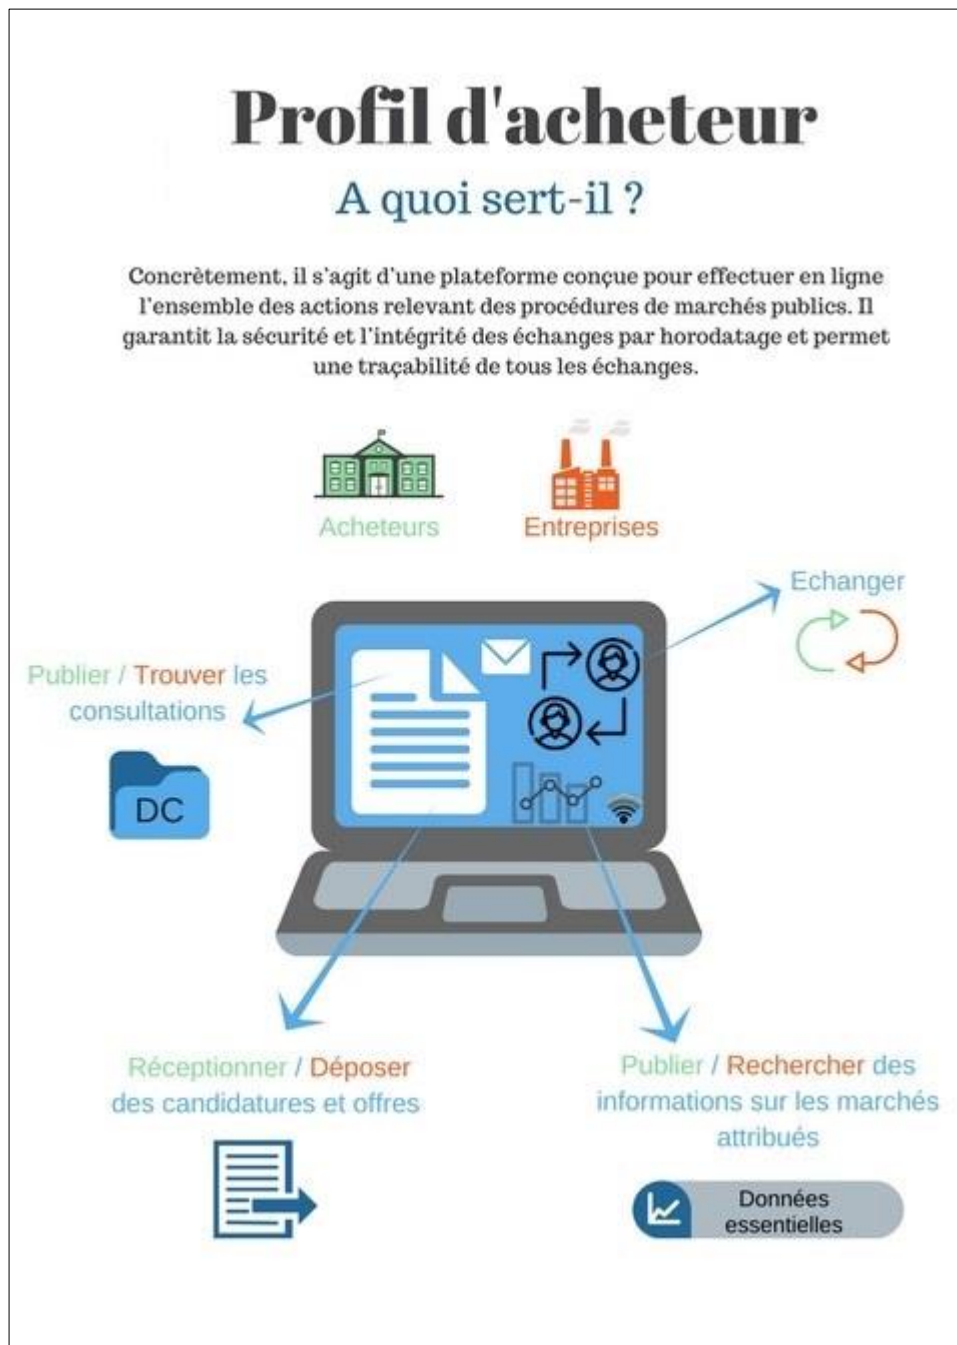 Profil d'acheteur
A quoi sert-il ?
Concrètement, il s'agit d'une plateforme conçue pour effectuer en ligne
l'ensemble des actions relevant des procédures de marchés publics. Il
garantit la sécurité et l'intégrité des échanges par horodatage et permet
une traçabilité de tous les échanges.
Acheteurs
Entreprises
Echanger
Publier / Trouver les
consultations
DC
Réceptionner / Déposer
des candidatures et offres
Publier / Rechercher des
informations sur les marchés
attribués
Données
essentielles